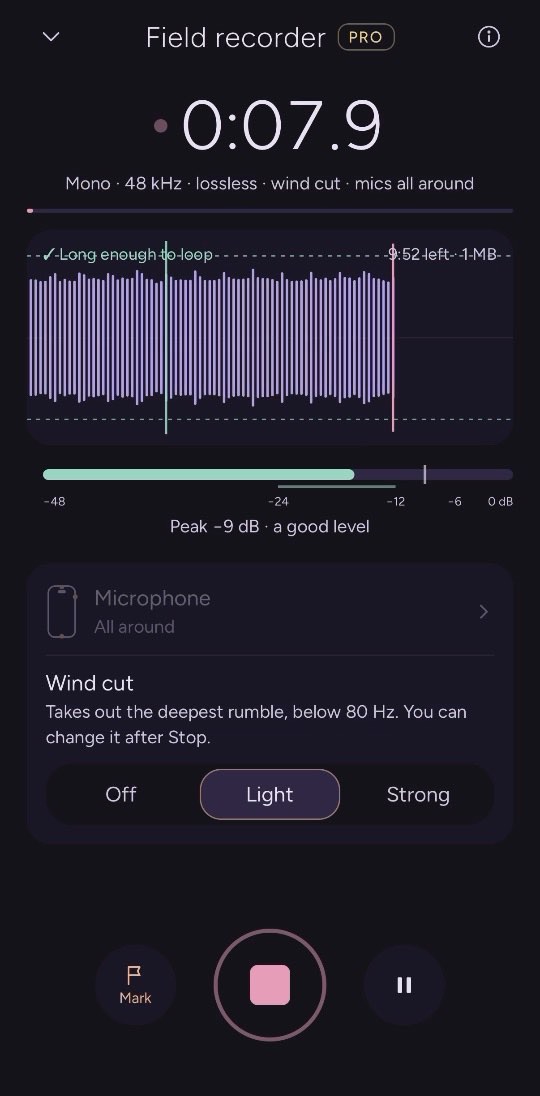 Field recorder PRO
0:07.9
Mono · 48 kHz · lossless · wind cut · mics all around
✓ Long enough to loop
9:52 left · 1 MB
−48 −24 −12 −6 0 dB
Peak −9 dB · a good level
Microphone
All around
Wind cut
Takes out the deepest rumble, below 80 Hz. You can
change it after Stop.
Off Light Strong
Mark